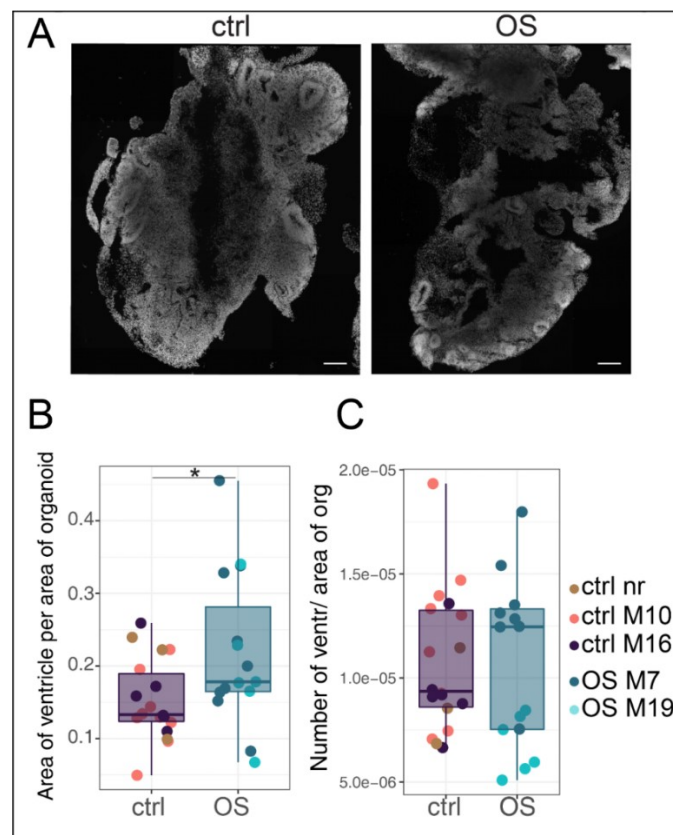 A
ctrl
OS
B
C
Area of ventricle per area of organoid
0.4
0.3
0.2
0.1
*
ctrl
OS
Number of ventr/ area of org
2.0e-05
1.5e-05
1.0e-05
5.0e-06
ctrl
OS
ctrl nr
ctrl M10
ctrl M16
OS M7
OS M19